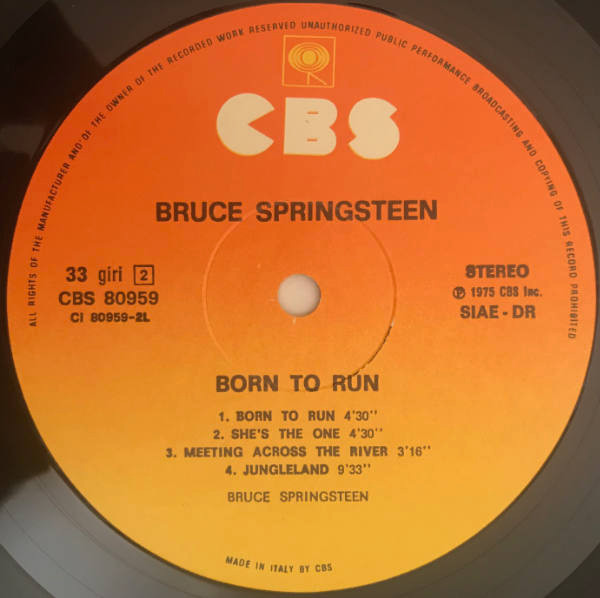 ALL RIGHTS OF THE MANUFACTURER AND OF THE OWNER OF THE RECORDED WORK RESERVED UNAUTHORIZED PUBLIC PERFORMANCE BROADCASTING AND COPYING OF THIS RECORD PROHIBITED
CBS
BRUCE SPRINGSTEEN
33 giri 2
CBS 80959
CI 80959-2L
STEREO
℗ 1975 CBS Inc.
SIAE - DR
BORN TO RUN
1. BORN TO RUN 4'30''
2. SHE'S THE ONE 4'30''
3. MEETING ACROSS THE RIVER 3'16''
4. JUNGLELAND 9'33''
BRUCE SPRINGSTEEN
MADE IN ITALY BY CBS